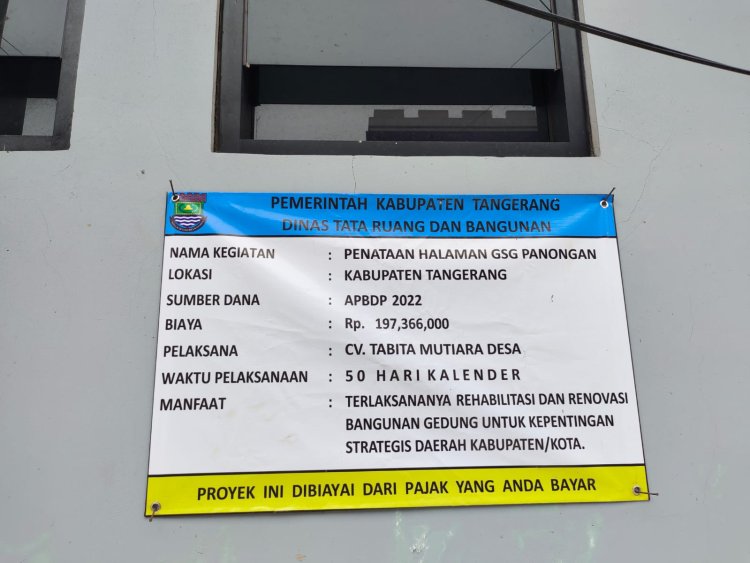 PEMERINTAH KABUPATEN TANGERANG
DINAS TATA RUANG DAN BANGUNAN
NAMA KEGIATAN : PENATAAN HALAMAN GSG PANONGAN
LOKASI : KABUPATEN TANGERANG
SUMBER DANA : APBDP 2022
BIAYA : Rp. 197,366,000
PELAKSANA : CV. TABITA MUTIARA DESA
WAKTU PELAKSANAAN : 50 HARI KALENDER
MANFAAT : TERLAKSANANYA REHABILITASI DAN RENOVASI
BANGUNAN GEDUNG UNTUK KEPENTINGAN
STRATEGIS DAERAH KABUPATEN/KOTA.
PROYEK INI DIBIAYAI DARI PAJAK YANG ANDA BAYAR